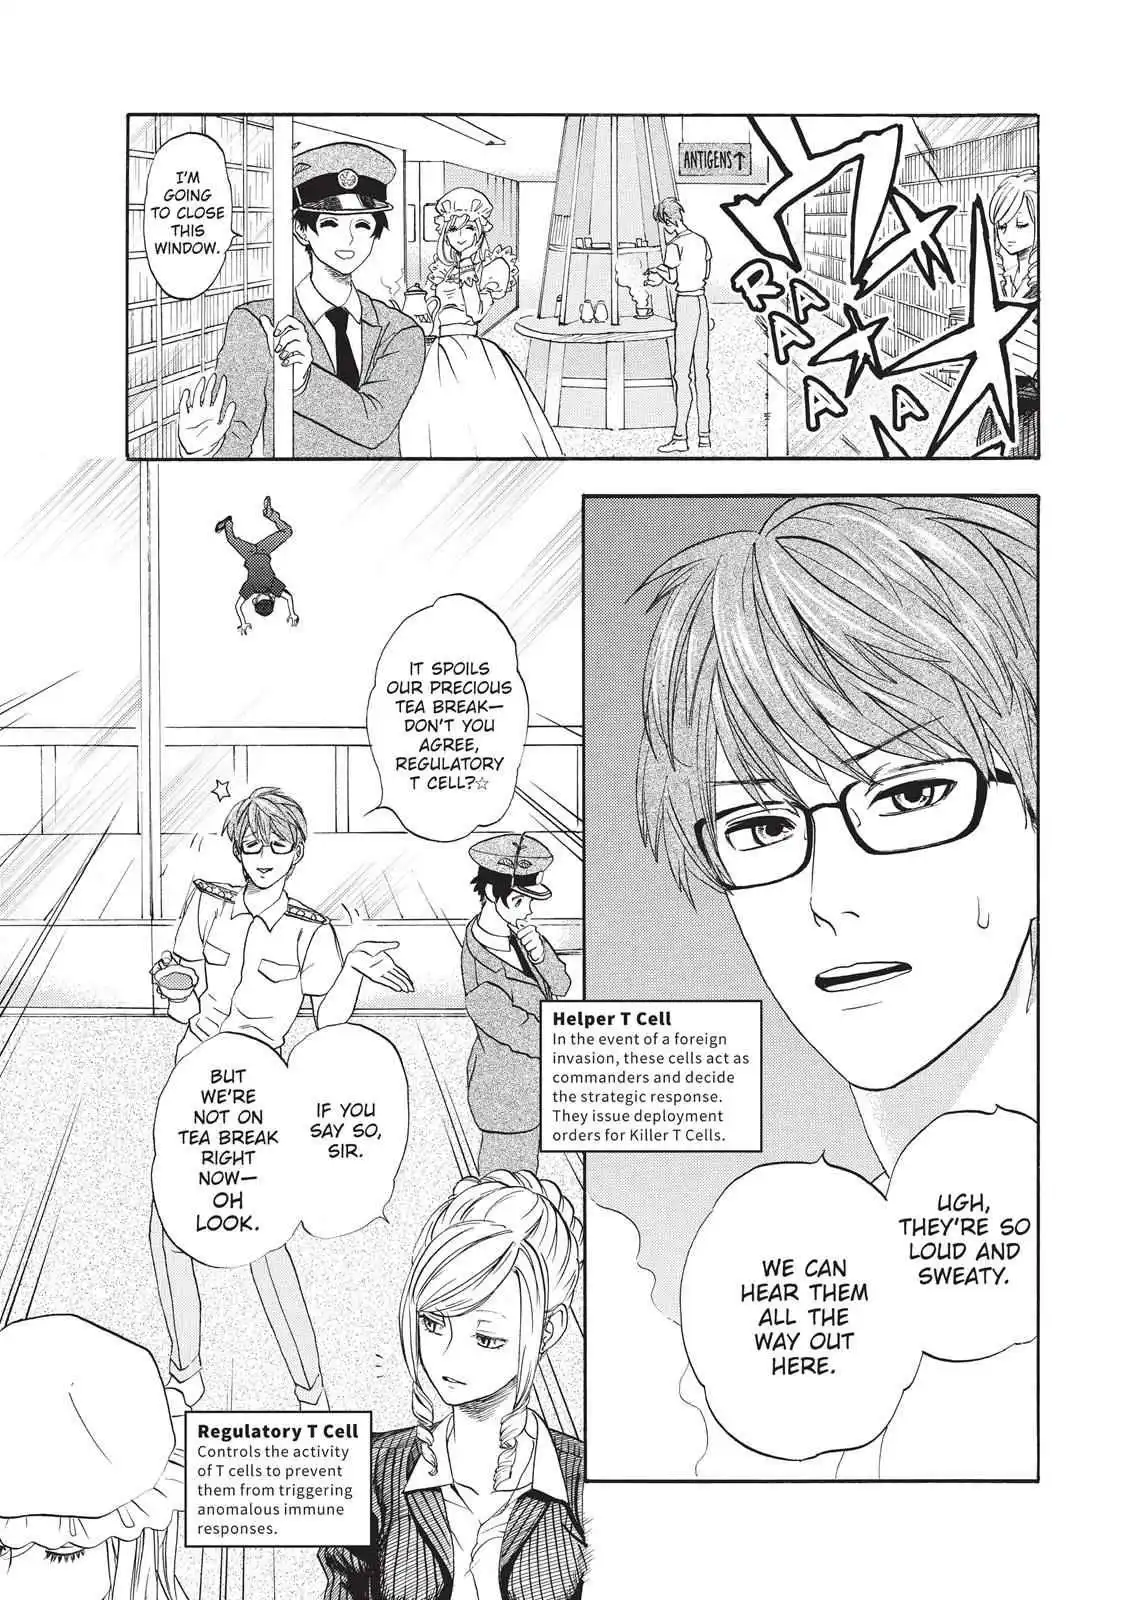 I'M
GOING
TO CLOSE
THIS
WINDOW.
ANTIGENS↑
RAAAAA
UGH,
THEY'RE SO
LOUD AND
SWEATY.
WE CAN
HEAR THEM
ALL THE
WAY OUT
HERE.
Helper T Cell
In the event of a foreign
invasion, these cells act as
commanders and decide
the strategic response.
They issue deployment
orders for Killer T Cells.
IT SPOILS
OUR PRECIOUS
TEA BREAK—
DON'T YOU
AGREE,
REGULATORY
T CELL?☆
IF YOU
SAY SO,
SIR.
BUT
WE'RE
NOT ON
TEA BREAK
RIGHT
NOW—
OH
LOOK.
Regulatory T Cell
Controls the activity
of T cells to prevent
them from triggering
anomalous immune
responses.